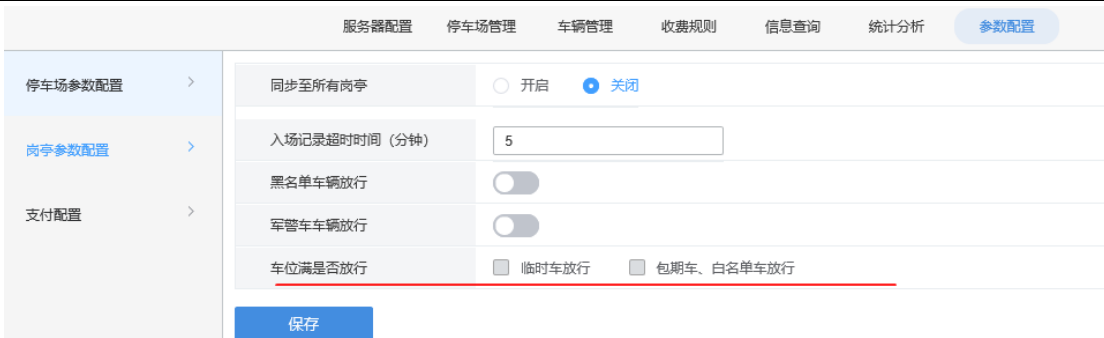 服务器配置 停车场管理 车辆管理 收费规则 信息查询 统计分析 参数配置
停车场参数配置
岗亭参数配置
支付配置
同步至所有岗亭 开启 关闭
入场记录超时时间（分钟） 5
黑名单车辆放行
军警车车辆放行
车位满是否放行 临时车放行 包期车、白名单车放行
保存